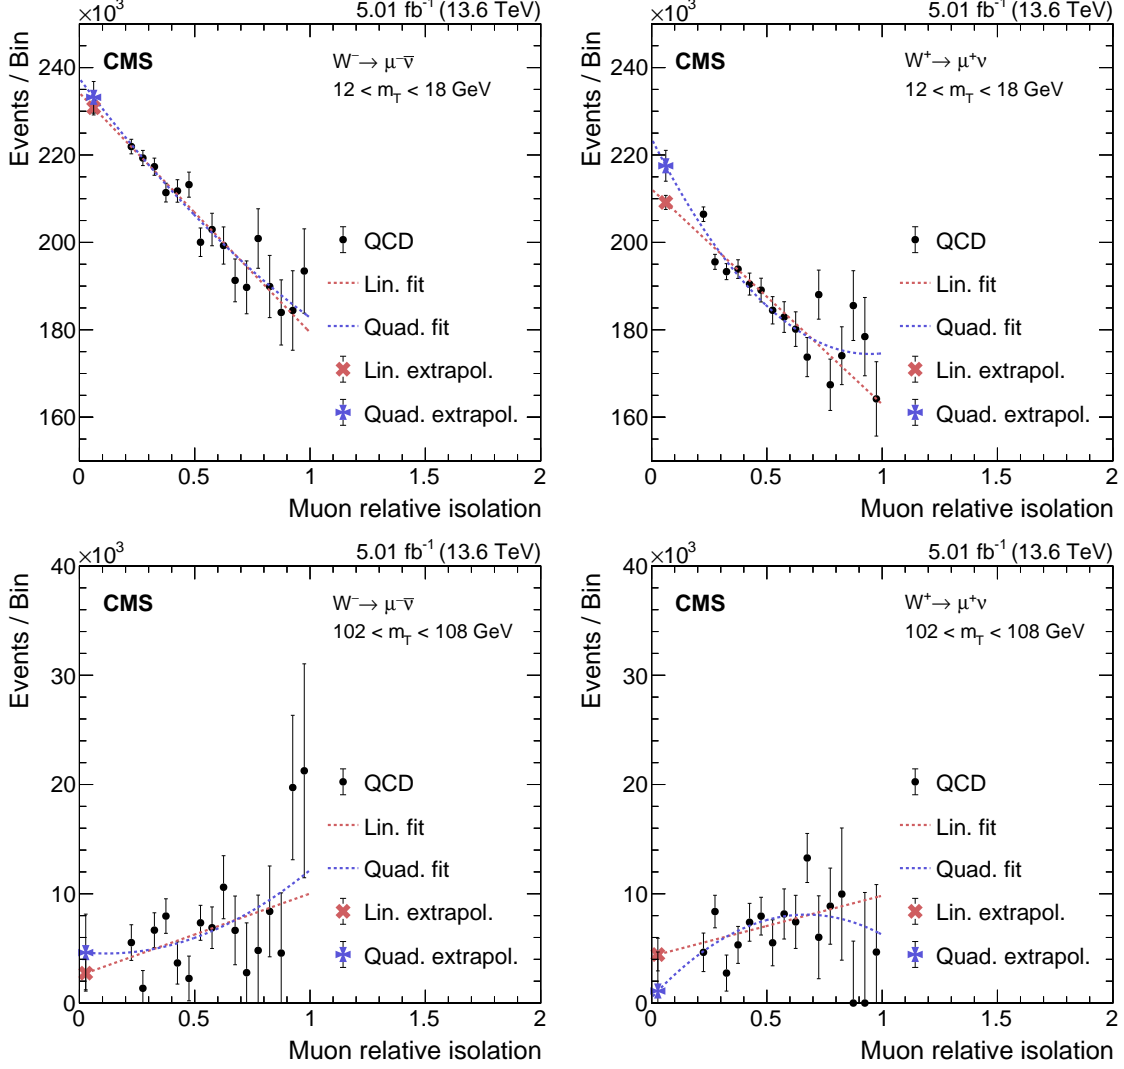 ×10³ 5.01 fb⁻¹ (13.6 TeV)
CMS
W⁻→ μ⁻ν̅
12 < m_T < 18 GeV
Events / Bin
240
220
200
180
160
QCD
Lin. fit
Quad. fit
Lin. extrapol.
Quad. extrapol.
0 0.5 1 1.5 2
Muon relative isolation
×10³ 5.01 fb⁻¹ (13.6 TeV)
CMS
W⁺→ μ⁺ν
12 < m_T < 18 GeV
Events / Bin
240
220
200
180
160
QCD
Lin. fit
Quad. fit
Lin. extrapol.
Quad. extrapol.
0 0.5 1 1.5 2
Muon relative isolation
×10³ 5.01 fb⁻¹ (13.6 TeV)
CMS
W⁻→ μ⁻ν̅
102 < m_T < 108 GeV
Events / Bin
40
30
20
10
0
QCD
Lin. fit
Quad. fit
Lin. extrapol.
Quad. extrapol.
0 0.5 1 1.5 2
Muon relative isolation
×10³ 5.01 fb⁻¹ (13.6 TeV)
CMS
W⁺→ μ⁺ν
102 < m_T < 108 GeV
Events / Bin
40
30
20
10
0
QCD
Lin. fit
Quad. fit
Lin. extrapol.
Quad. extrapol.
0 0.5 1 1.5 2
Muon relative isolation